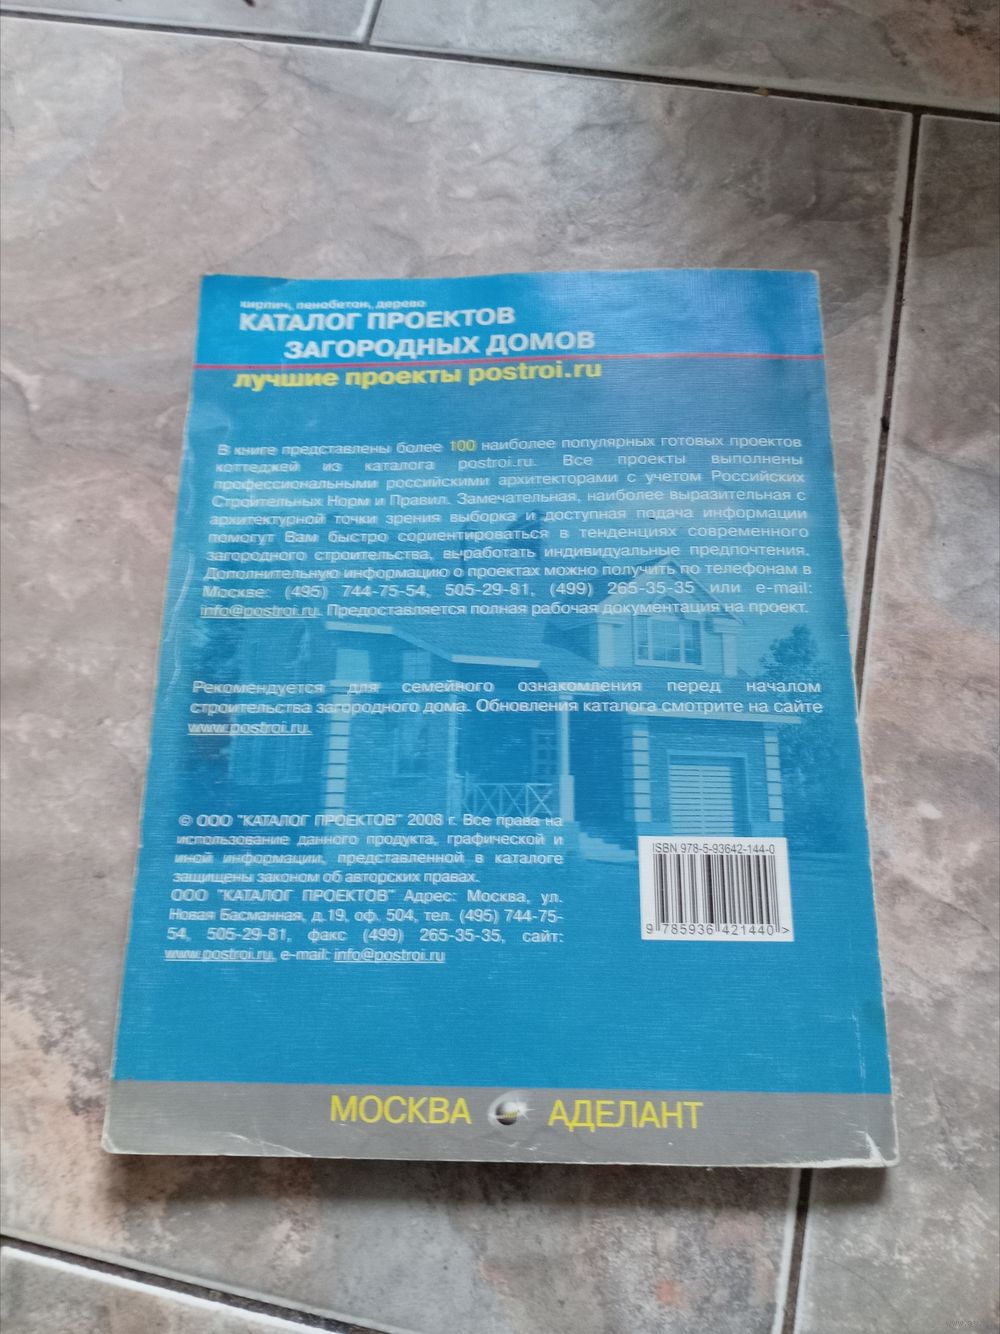 кирпич, пенобетон, дерево
КАТАЛОГ ПРОЕКТОВ
ЗАГОРОДНЫХ ДОМОВ
лучшие проекты postroi.ru
В книге представлены более 100 наиболее популярных готовых проектов
коттеджей из каталога postroi.ru. Все проекты выполнены
профессиональными российскими архитекторами с учетом Российских
Строительных Норм и Правил. Замечательная, наиболее выразительная с
архитектурной точки зрения выборка и доступная подача информации
помогут Вам быстро сориентироваться в тенденциях современного
загородного строительства, выработать индивидуальные предпочтения.
Дополнительную информацию о проектах можно получить по телефонам в
Москве: (495) 744-75-54, 505-29-81, (499) 265-35-35 или e-mail:
info@postroi.ru. Предоставляется полная рабочая документация на проект.
Рекомендуется для семейного ознакомления перед началом
строительства загородного дома. Обновления каталога смотрите на сайте
www.postroi.ru.
© ООО "КАТАЛОГ ПРОЕКТОВ" 2008 г. Все права на
использование данного продукта, графической и
иной информации, представленной в каталоге
защищены законом об авторских правах.
ООО "КАТАЛОГ ПРОЕКТОВ" Адрес: Москва, ул.
Новая Басманная, д.19, оф. 504, тел. (495) 744-75-
54, 505-29-81, факс (499) 265-35-35, сайт:
www.postroi.ru, e-mail: info@postroi.ru
ISBN 978-5-93642-144-0
9 785936 421440 >
МОСКВА АДЕЛАНТ